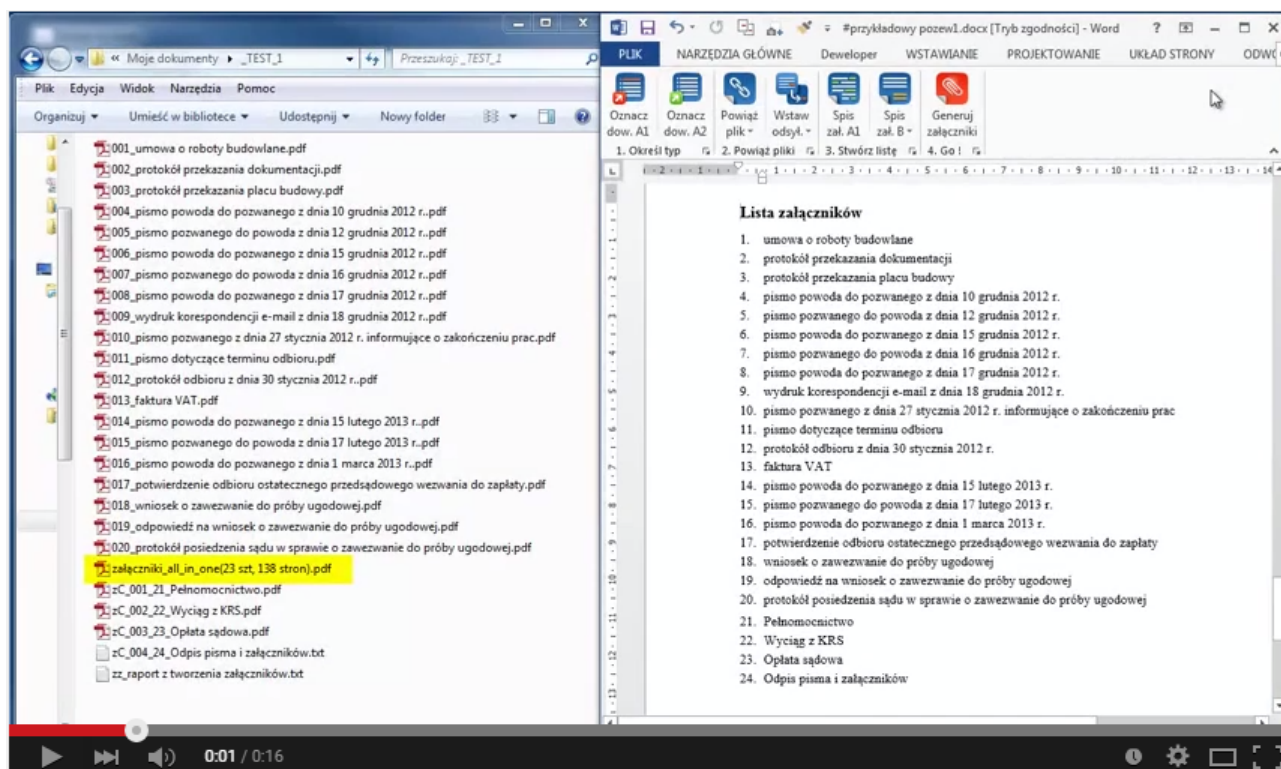 Moje dokumenty ▸ _TEST_1
Przeszukaj: _TEST_1
Plik Edycja Widok Narzędzia Pomoc
Organizuj Umieść w bibliotece Udostępnij Nowy folder
001_umowa o roboty budowlane.pdf
002_protokół przekazania dokumentacji.pdf
003_protokół przekazania placu budowy.pdf
004_pismo powoda do pozwanego z dnia 10 grudnia 2012 r..pdf
005_pismo pozwanego do powoda z dnia 12 grudnia 2012 r..pdf
006_pismo powoda do pozwanego z dnia 15 grudnia 2012 r..pdf
007_pismo pozwanego do powoda z dnia 16 grudnia 2012 r..pdf
008_pismo powoda do pozwanego z dnia 17 grudnia 2012 r..pdf
009_wydruk korespondencji e-mail z dnia 18 grudnia 2012 r..pdf
010_pismo pozwanego z dnia 27 stycznia 2012 r. informujące o zakończeniu prac.pdf
011_pismo dotyczące terminu odbioru.pdf
012_protokół odbioru z dnia 30 stycznia 2012 r..pdf
013_faktura VAT.pdf
014_pismo powoda do pozwanego z dnia 15 lutego 2013 r..pdf
015_pismo pozwanego do powoda z dnia 17 lutego 2013 r..pdf
016_pismo powoda do pozwanego z dnia 1 marca 2013 r..pdf
017_potwierdzenie odbioru ostatecznego przedsądowego wezwania do zapłaty.pdf
018_wniosek o zawezwanie do próby ugodowej.pdf
019_odpowiedź na wniosek o zawezwanie do próby ugodowej.pdf
020_protokół posiedzenia sądu w sprawie o zawezwanie do próby ugodowej.pdf
załączniki_all_in_one(23 szt, 138 stron).pdf
zC_001_21_Pełnomocnictwo.pdf
zC_002_22_Wyciąg z KRS.pdf
zC_003_23_Opłata sądowa.pdf
zC_004_24_Odpis pisma i załączników.txt
zz_raport z tworzenia załączników.txt
#przykładowy pozew1.docx [Tryb zgodności] - Word
PLIK NARZĘDZIA GŁÓWNE Deweloper WSTAWIANIE PROJEKTOWANIE UKŁAD STRONY ODWO
Oznacz Oznacz Powiąż Wstaw Spis Spis Generuj
dow. A1 dow. A2 plik odsył. zał. A1 zał. B załączniki
1. Określ typ 2. Powiąż pliki 3. Stwórz listę 4. Go !
Lista załączników
1. umowa o roboty budowlane
2. protokół przekazania dokumentacji
3. protokół przekazania placu budowy
4. pismo powoda do pozwanego z dnia 10 grudnia 2012 r.
5. pismo pozwanego do powoda z dnia 12 grudnia 2012 r.
6. pismo powoda do pozwanego z dnia 15 grudnia 2012 r.
7. pismo pozwanego do powoda z dnia 16 grudnia 2012 r.
8. pismo powoda do pozwanego z dnia 17 grudnia 2012 r.
9. wydruk korespondencji e-mail z dnia 18 grudnia 2012 r.
10. pismo pozwanego z dnia 27 stycznia 2012 r. informujące o zakończeniu prac
11. pismo dotyczące terminu odbioru
12. protokół odbioru z dnia 30 stycznia 2012 r.
13. faktura VAT
14. pismo powoda do pozwanego z dnia 15 lutego 2013 r.
15. pismo pozwanego do powoda z dnia 17 lutego 2013 r.
16. pismo powoda do pozwanego z dnia 1 marca 2013 r.
17. potwierdzenie odbioru ostatecznego przedsądowego wezwania do zapłaty
18. wniosek o zawezwanie do próby ugodowej
19. odpowiedź na wniosek o zawezwanie do próby ugodowej
20. protokół posiedzenia sądu w sprawie o zawezwanie do próby ugodowej
21. Pełnomocnictwo
22. Wyciąg z KRS
23. Opłata sądowa
24. Odpis pisma i załączników
0:01 / 0:16